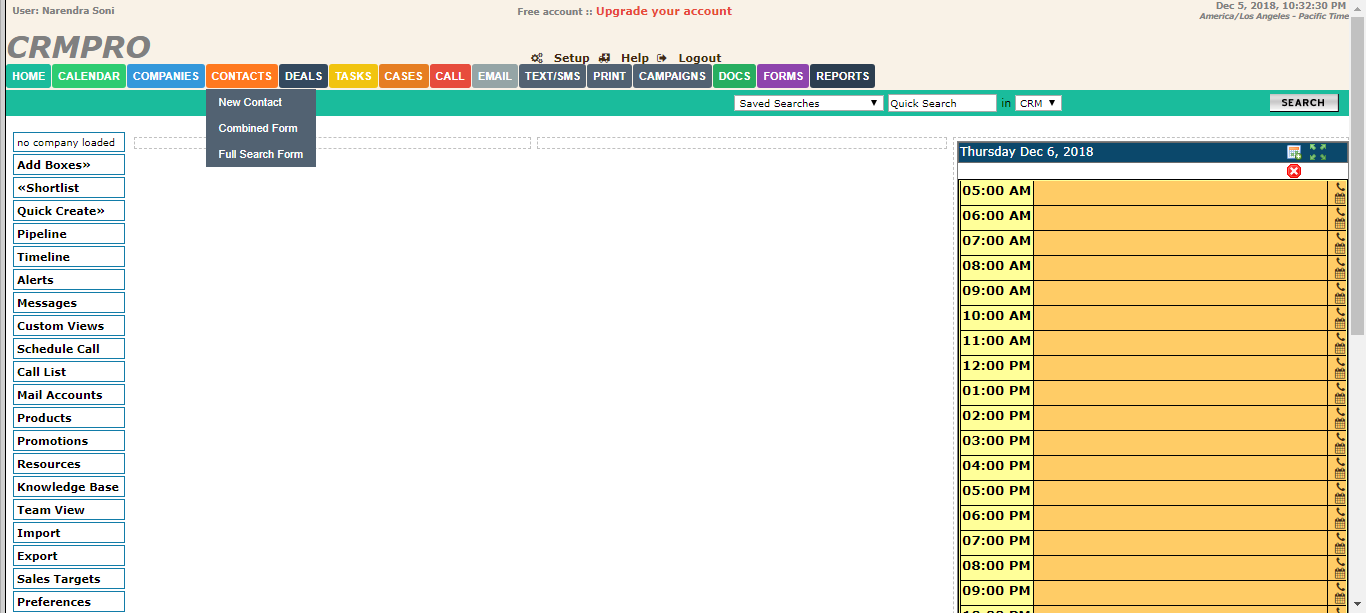 User: Narendra Soni
Free account :: Upgrade your account
Dec 5, 2018, 10:32:30 PM
America/Los Angeles - Pacific Time
CRMPRO
Setup Help Logout
HOME CALENDAR COMPANIES CONTACTS DEALS TASKS CASES CALL EMAIL TEXT/SMS PRINT CAMPAIGNS DOCS FORMS REPORTS
New Contact
Combined Form
Full Search Form
Saved Searches Quick Search in CRM SEARCH
no company loaded
Add Boxes»
«Shortlist
Quick Create»
Pipeline
Timeline
Alerts
Messages
Custom Views
Schedule Call
Call List
Mail Accounts
Products
Promotions
Resources
Knowledge Base
Team View
Import
Export
Sales Targets
Preferences
Thursday Dec 6, 2018
05:00 AM
06:00 AM
07:00 AM
08:00 AM
09:00 AM
10:00 AM
11:00 AM
12:00 PM
01:00 PM
02:00 PM
03:00 PM
04:00 PM
05:00 PM
06:00 PM
07:00 PM
08:00 PM
09:00 PM